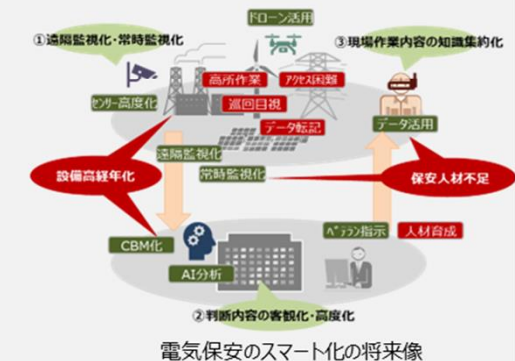 ドローン活用
①遠隔監視化・常時監視化
③現場作業内容の知識集約化
高所作業
アクセス困難
センサー高度化
巡回目視
データ転記
データ活用
遠隔監視化
設備高経年化
常時監視化
保安人材不足
CBM化
ベテラン指示
人材育成
AI分析
②判断内容の客観化・高度化
電気保安のスマート化の将来像